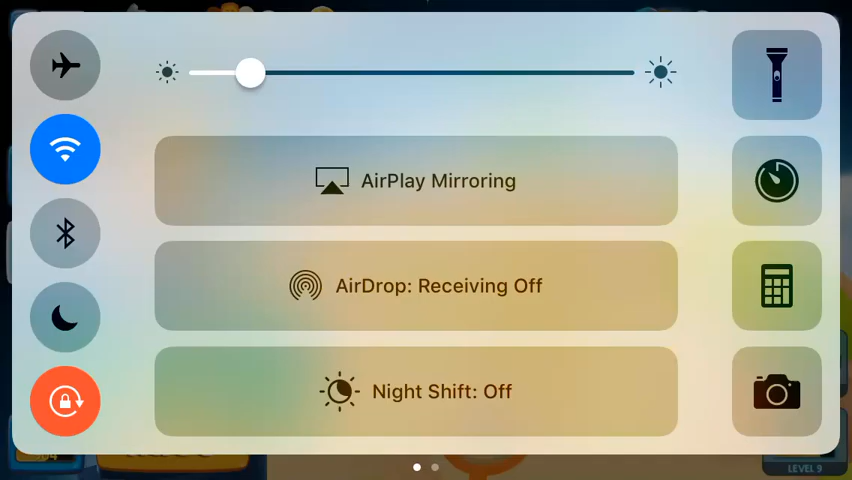 AirPlay Mirroring
AirDrop: Receiving Off
Night Shift: Off
LEVEL 9